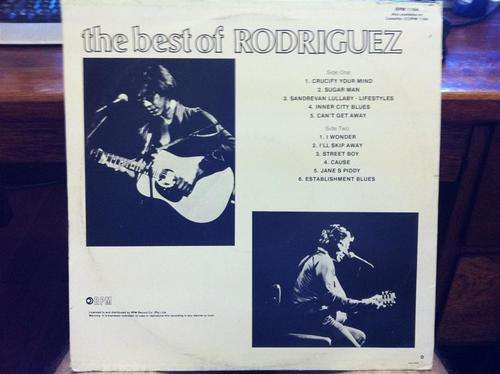 the best of RODRIGUEZ
Side One
1. CRUCIFY YOUR MIND
2. SUGAR MAN
3. SANDREVAN LULLABY - LIFESTYLES
4. INNER CITY BLUES
5. CAN'T GET AWAY
Side Two
1. I WONDER
2. I'LL SKIP AWAY
3. STREET BOY
4. CAUSE
5. JANE S PIDDY
6. ESTABLISHMENT BLUES
RPM